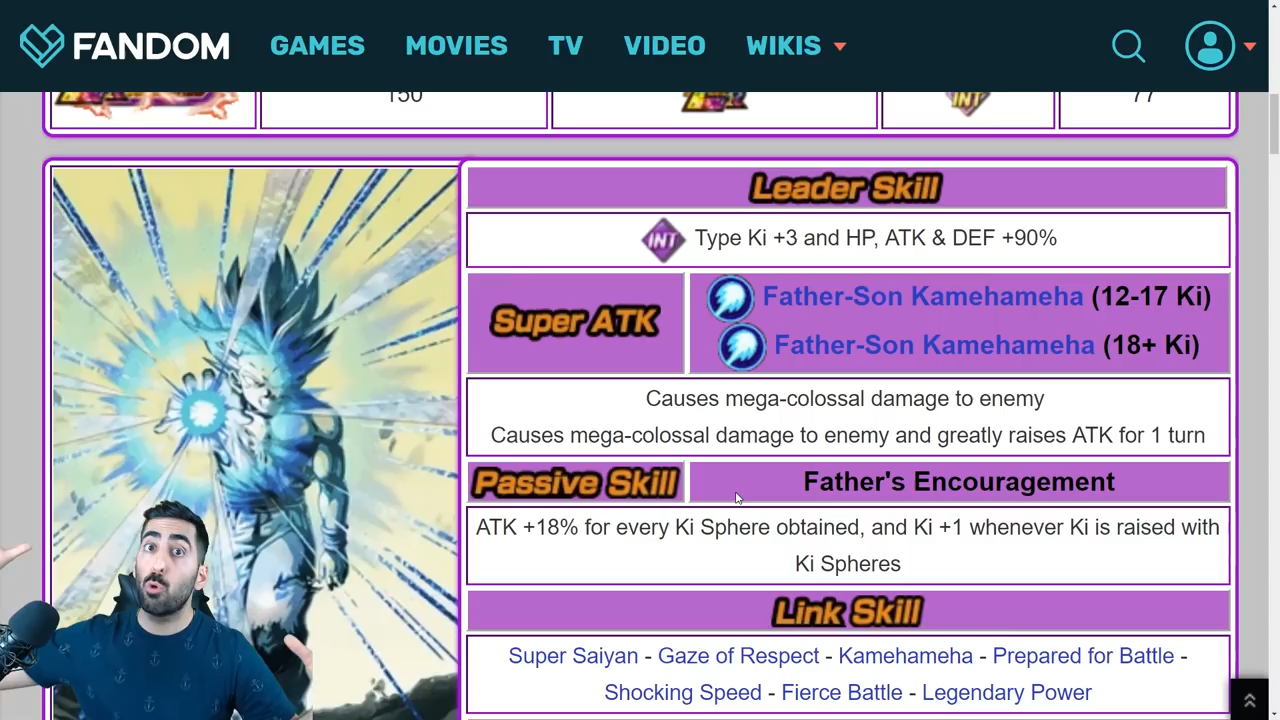 FANDOM GAMES MOVIES TV VIDEO WIKIS
150 INT 77
Leader Skill
INT Type Ki +3 and HP, ATK & DEF +90%
Super ATK
Father-Son Kamehameha (12-17 Ki)
Father-Son Kamehameha (18+ Ki)
Causes mega-colossal damage to enemy
Causes mega-colossal damage to enemy and greatly raises ATK for 1 turn
Passive Skill Father's Encouragement
ATK +18% for every Ki Sphere obtained, and Ki +1 whenever Ki is raised with
Ki Spheres
Link Skill
Super Saiyan - Gaze of Respect - Kamehameha - Prepared for Battle -
Shocking Speed - Fierce Battle - Legendary Power